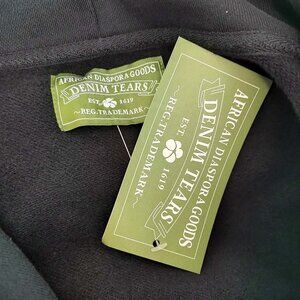 AFRICAN DIASPORA GOODS
DENIM TEARS
EST. 1619
~REG.TRADEMARK~
AFRICAN DIASPORA GOODS
DENIM TEARS
EST. 1619
~REG.TRADEMARK~